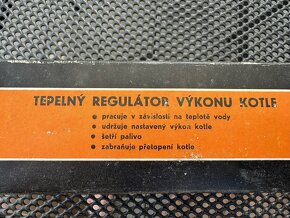 TEPELNÝ REGULÁTOR VÝKONU KOTLE
• pracuje v závislosti na teplotě vody
• udržuje nastavený výkon kotle
• šetří palivo
• zabraňuje přetopení kotle